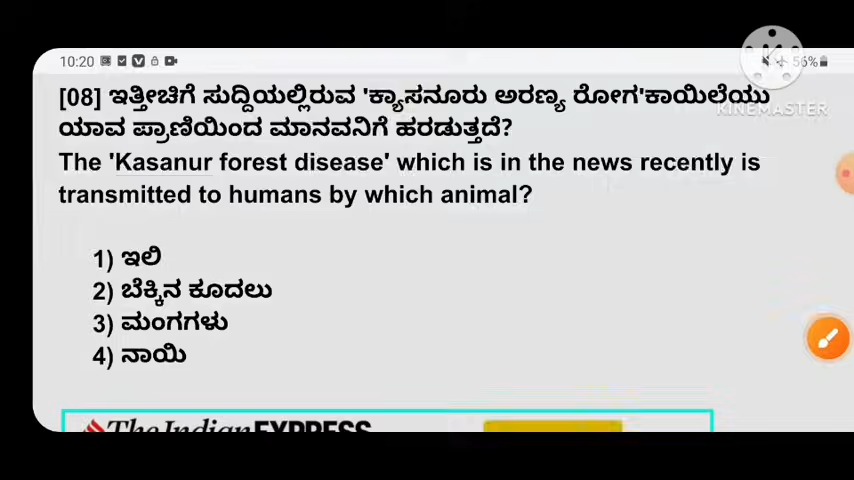 10:20 56%
KINEMASTER
[08] ಇತ್ತೀಚಿಗೆ ಸುದ್ದಿಯಲ್ಲಿರುವ 'ಕ್ಯಾಸನೂರು ಅರಣ್ಯ ರೋಗ'ಕಾಯಿಲೆಯು
ಯಾವ ಪ್ರಾಣಿಯಿಂದ ಮಾನವನಿಗೆ ಹರಡುತ್ತದೆ?
The 'Kasanur forest disease' which is in the news recently is
transmitted to humans by which animal?
1) ಇಲಿ
2) ಬೆಕ್ಕಿನ ಕೂದಲು
3) ಮಂಗಗಳು
4) ನಾಯಿ
The Indian EXPRESS